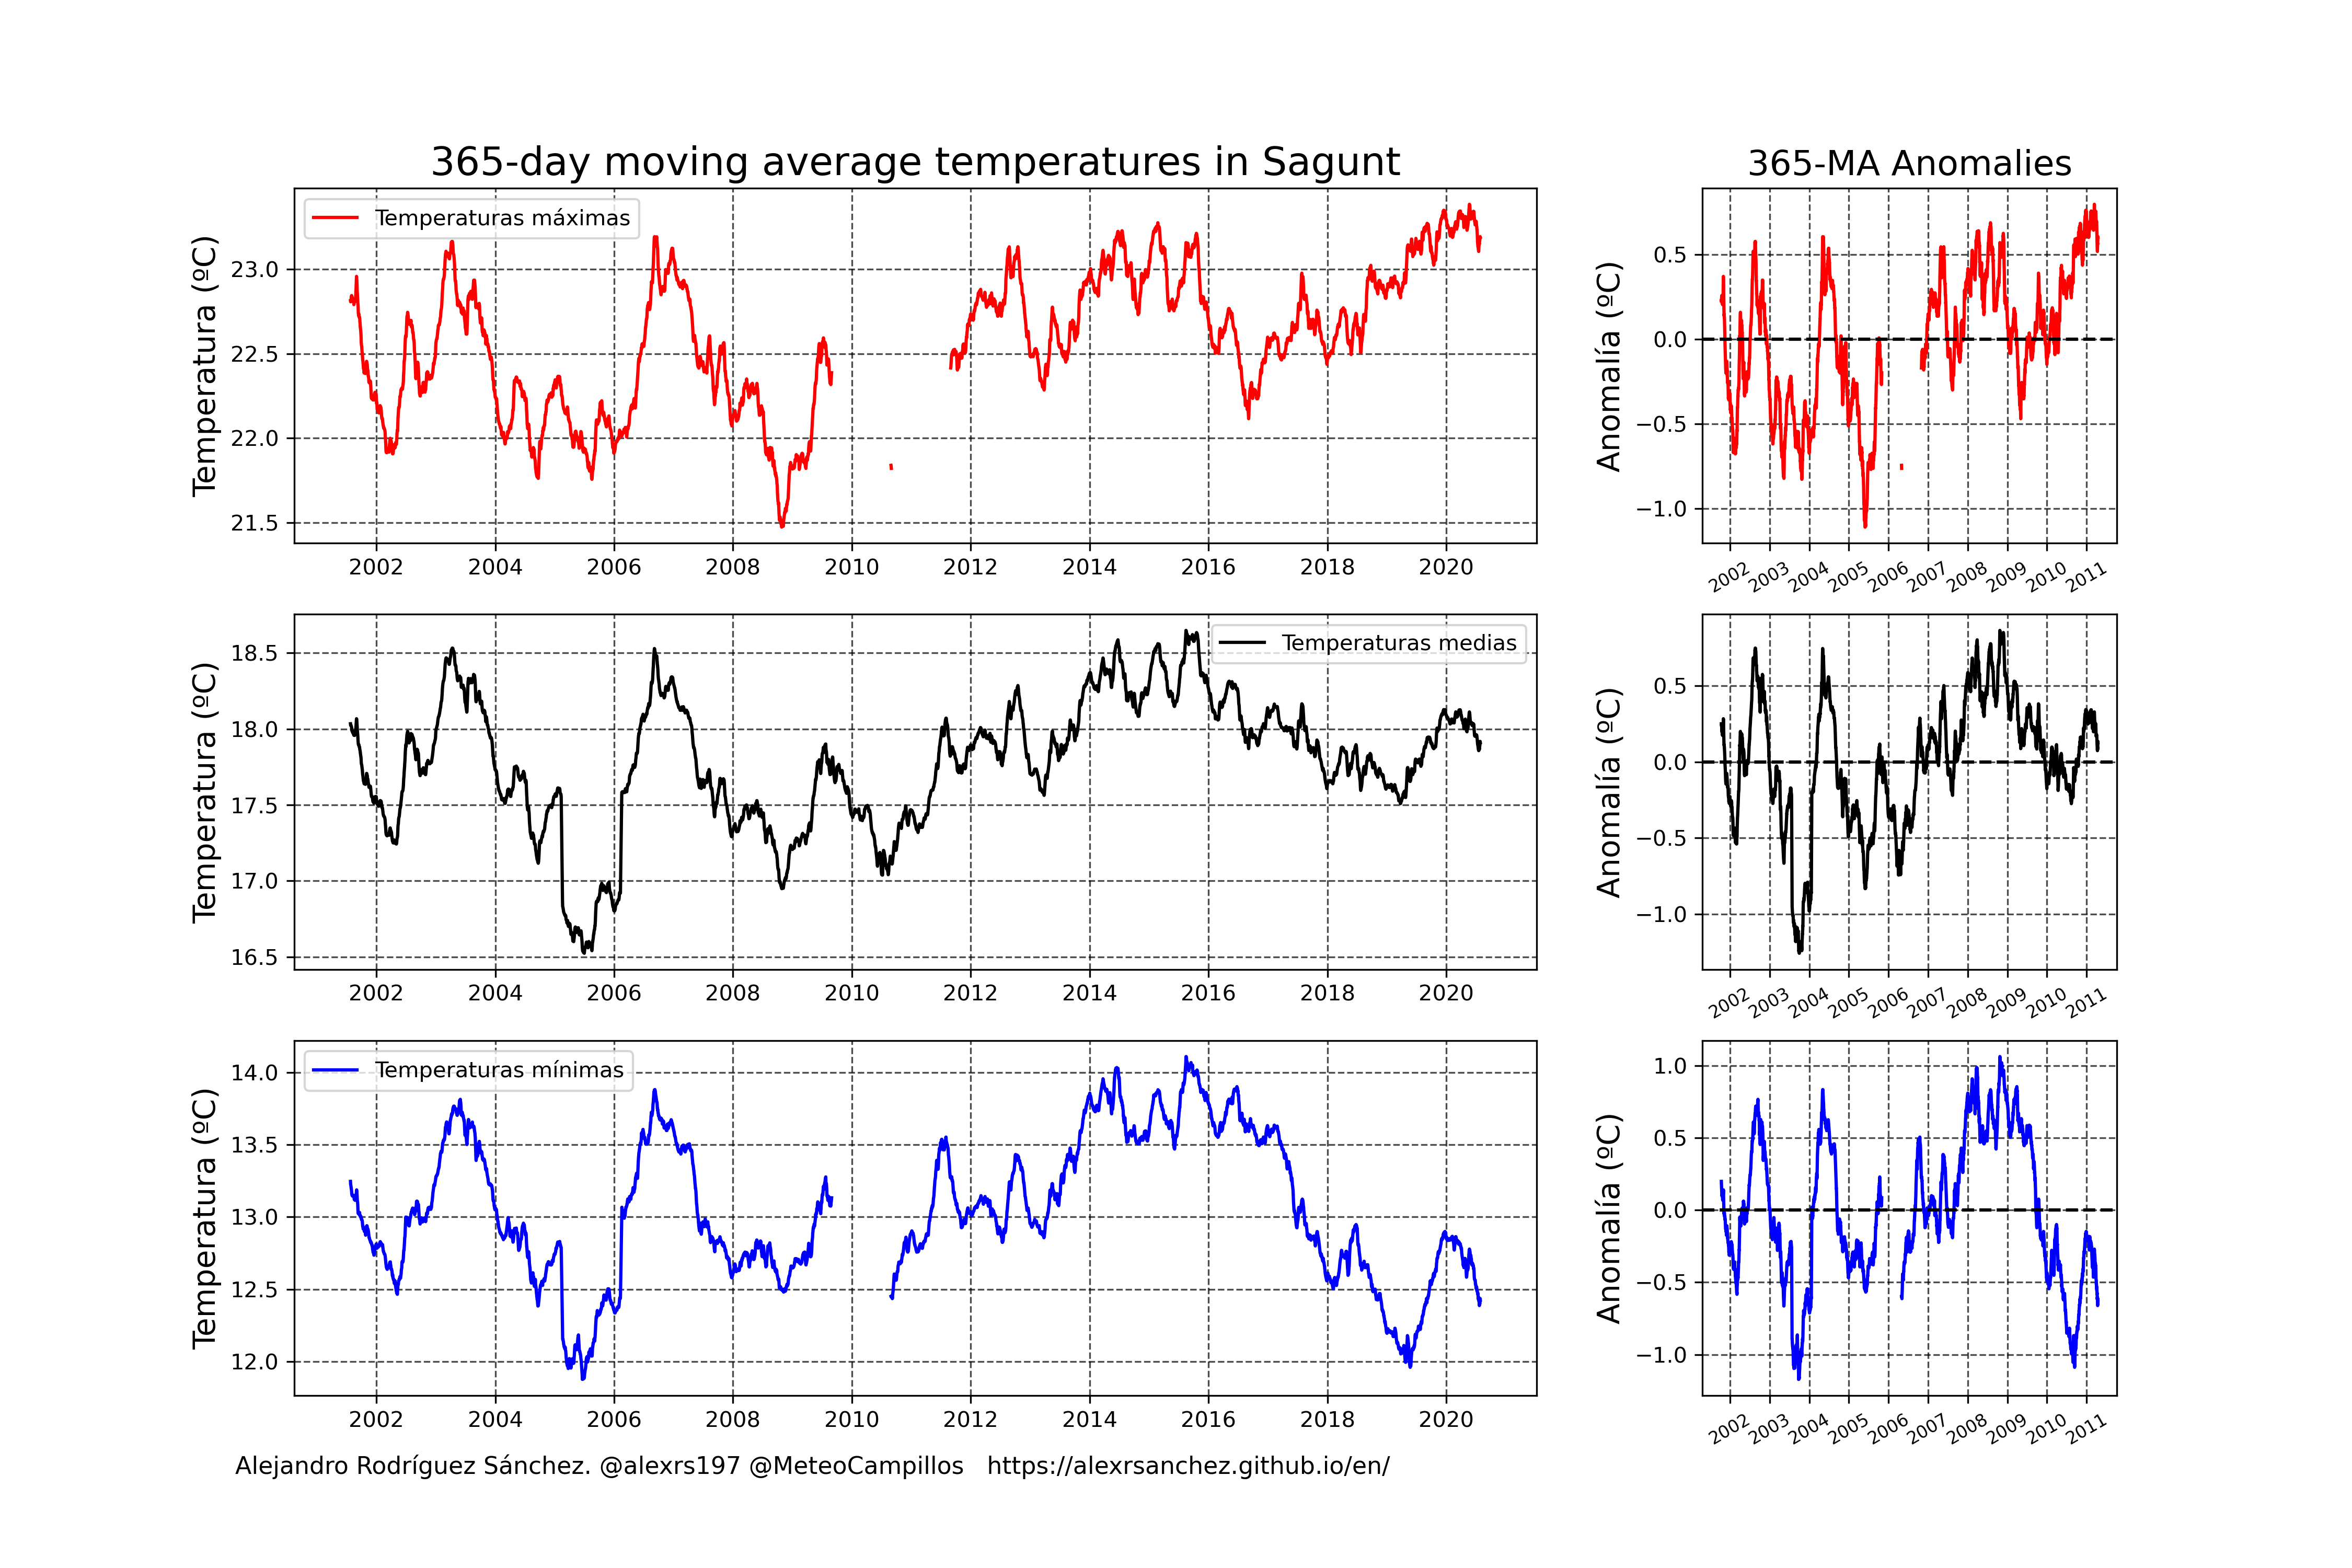 365-day moving average temperatures in Sagunt
365-MA Anomalies
Temperatura (ºC)
23.0
22.5
22.0
21.5
Temperaturas máximas
2002 2004 2006 2008 2010 2012 2014 2016 2018 2020
Anomalía (ºC)
0.5
0.0
−0.5
−1.0
2002 2003 2004 2005 2006 2007 2008 2009 2010 2011
Temperatura (ºC)
18.5
18.0
17.5
17.0
16.5
Temperaturas medias
2002 2004 2006 2008 2010 2012 2014 2016 2018 2020
Anomalía (ºC)
0.5
0.0
−0.5
−1.0
2002 2003 2004 2005 2006 2007 2008 2009 2010 2011
Temperatura (ºC)
14.0
13.5
13.0
12.5
12.0
Temperaturas mínimas
2002 2004 2006 2008 2010 2012 2014 2016 2018 2020
Anomalía (ºC)
1.0
0.5
0.0
−0.5
−1.0
2002 2003 2004 2005 2006 2007 2008 2009 2010 2011
Alejandro Rodríguez Sánchez. @alexrs197 @MeteoCampillos https://alexrsanchez.github.io/en/